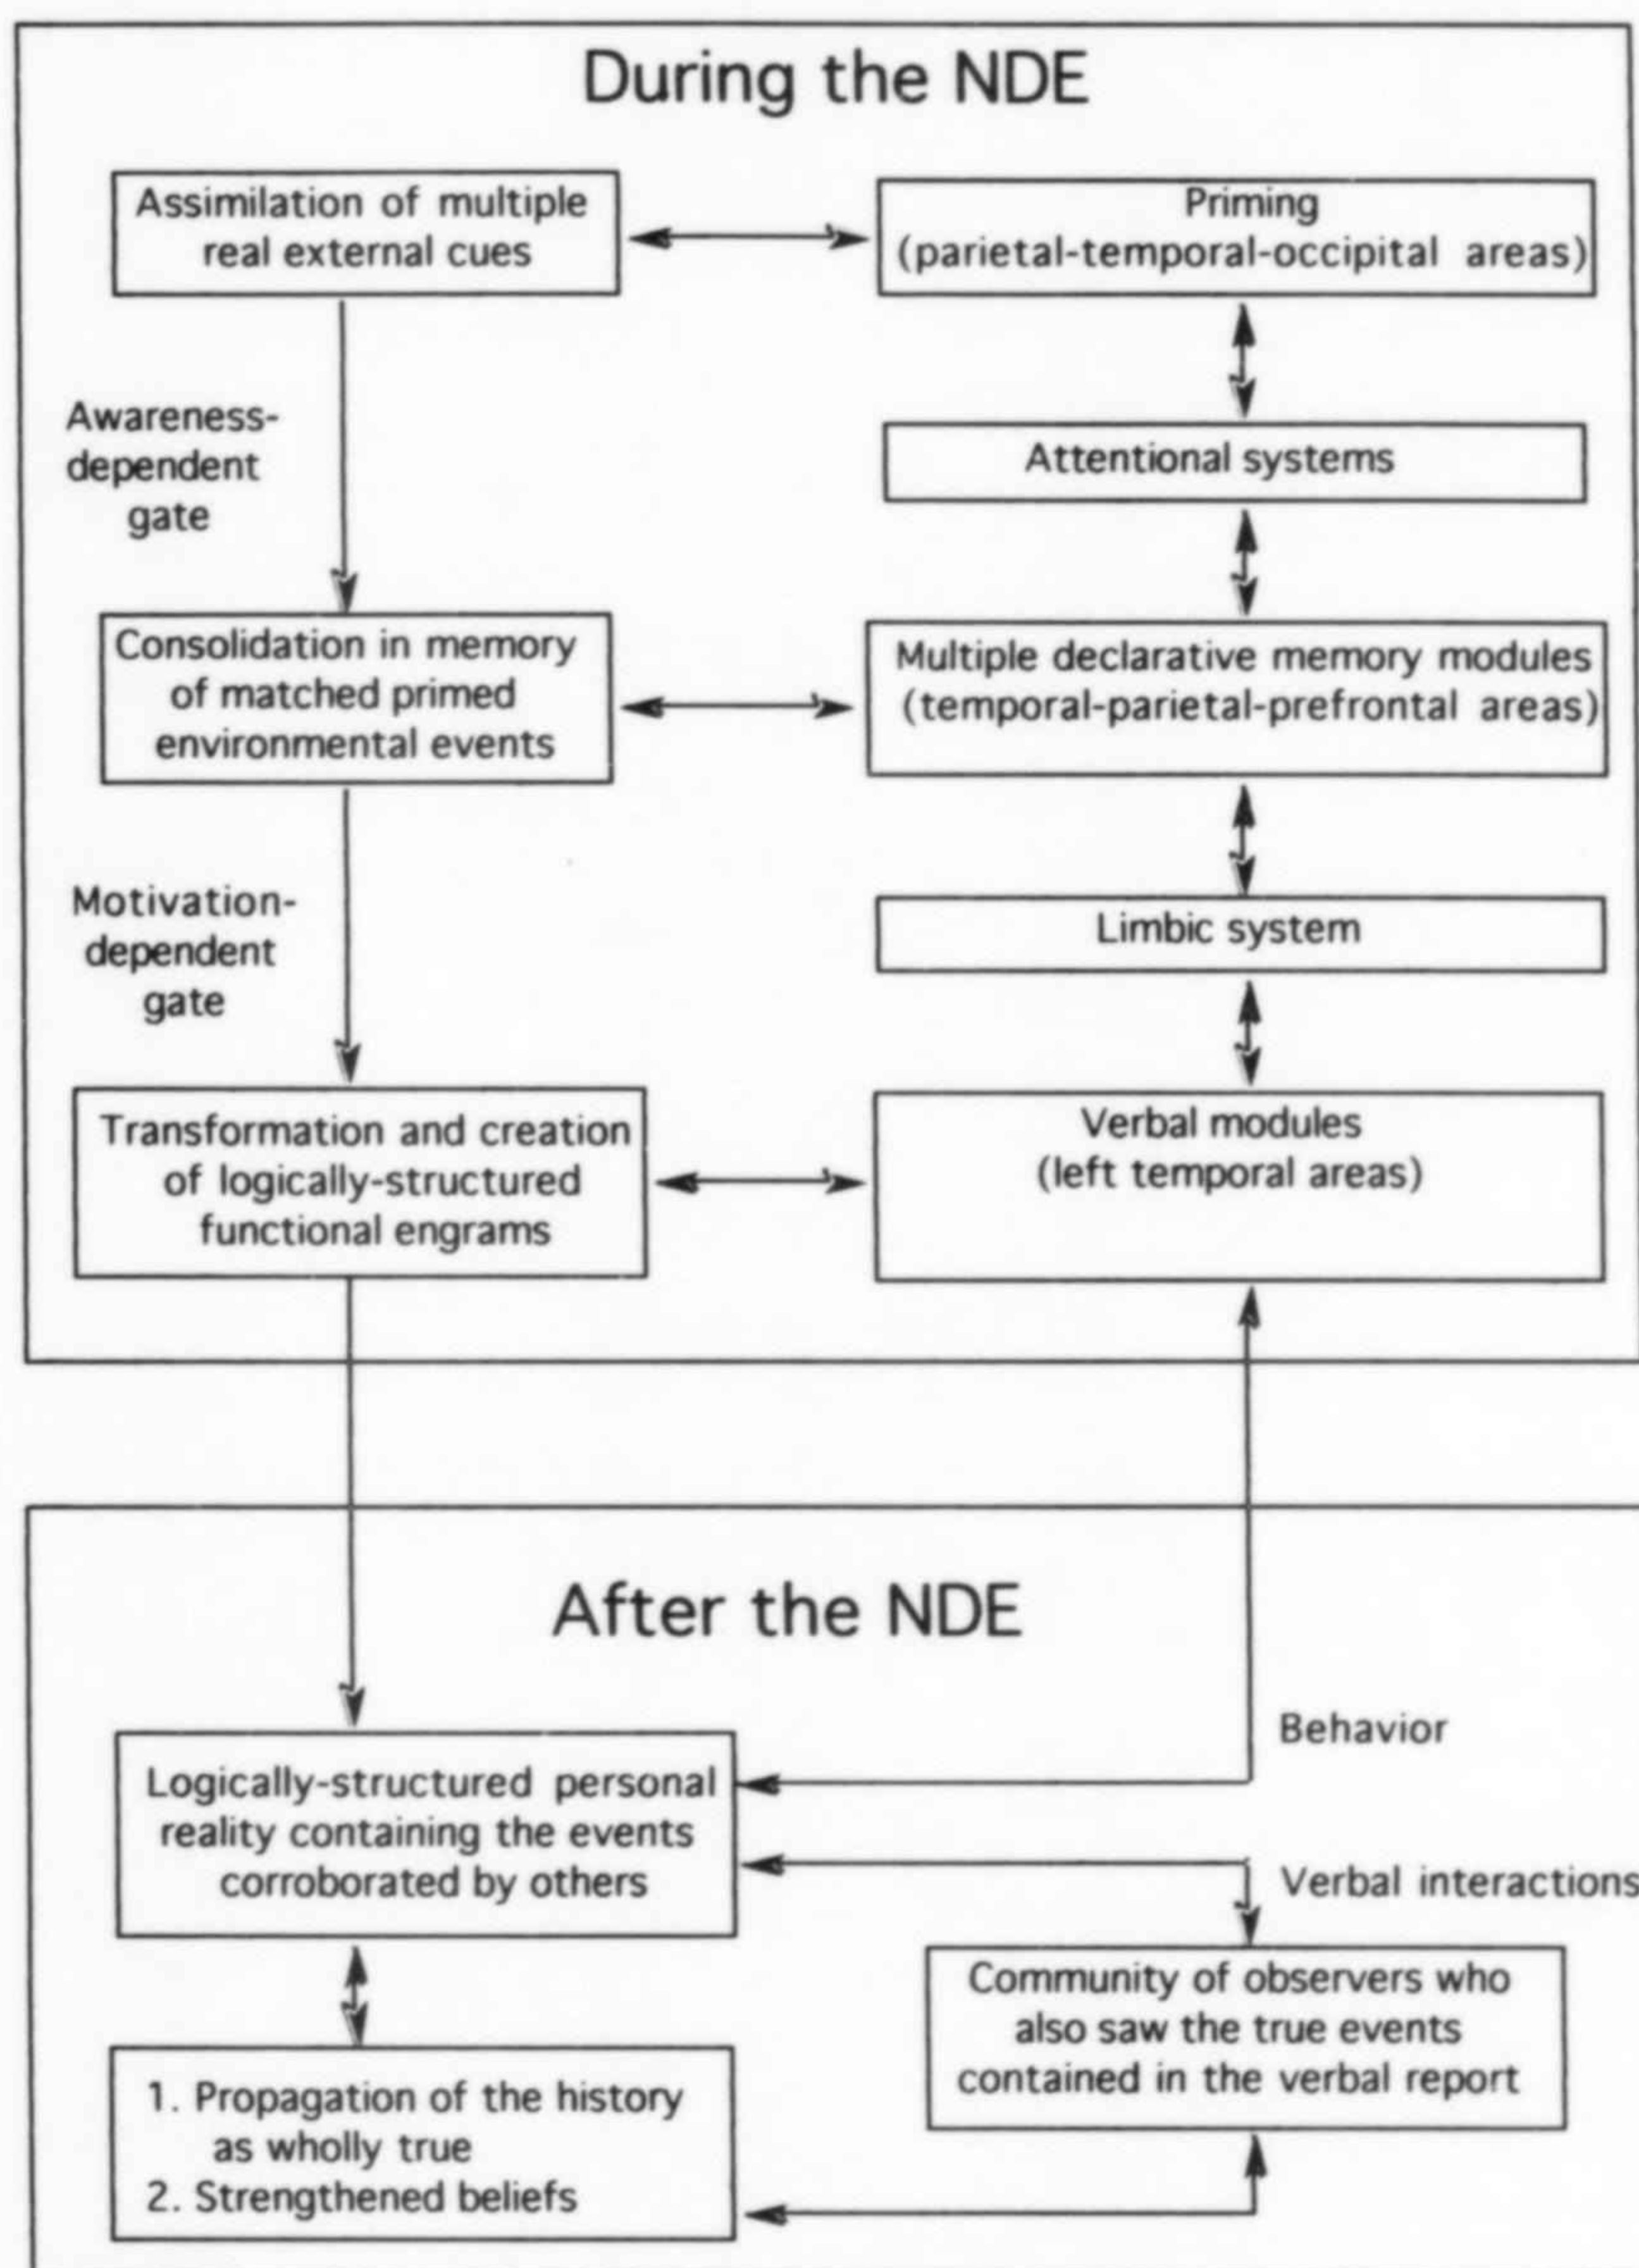 During the NDE
Assimilation of multiple
real external cues
Priming
(parietal-temporal-occipital areas)
Awareness-
dependent
gate
Attentional systems
Consolidation in memory
of matched primed
environmental events
Multiple declarative memory modules
(temporal-parietal-prefrontal areas)
Motivation-
dependent
gate
Limbic system
Transformation and creation
of logically-structured
functional engrams
Verbal modules
(left temporal areas)
After the NDE
Behavior
Logically-structured personal
reality containing the events
corroborated by others
Verbal interactions
Community of observers who
also saw the true events
contained in the verbal report
1. Propagation of the history
as wholly true
2. Strengthened beliefs